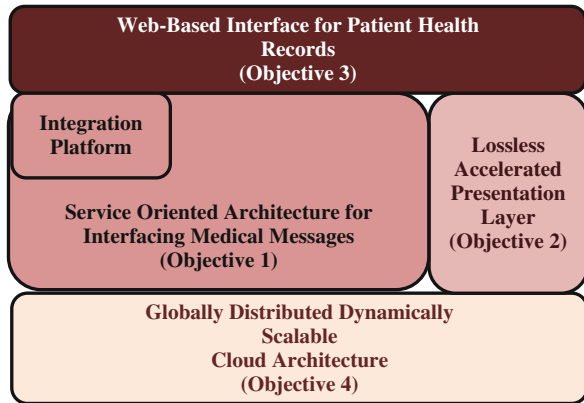 Web-Based Interface for Patient Health
Records
(Objective 3)
Integration
Platform
Service Oriented Architecture for
Interfacing Medical Messages
(Objective 1)
Lossless
Accelerated
Presentation
Layer
(Objective 2)
Globally Distributed Dynamically
Scalable
Cloud Architecture
(Objective 4)